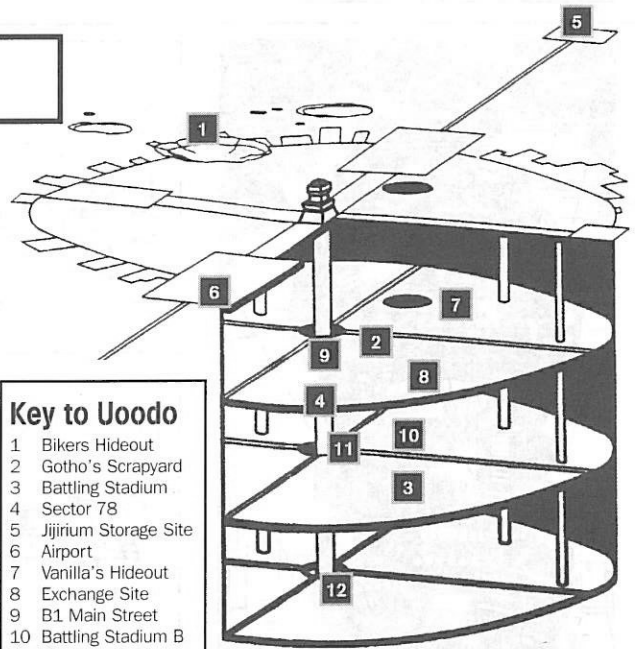 5
1
6
7
9
2
8
4
11
10
3
12
Key to Uoodo
1 Bikers Hideout
2 Gotho's Scrapyard
3 Battling Stadium
4 Sector 78
5 Jijirium Storage Site
6 Airport
7 Vanilla's Hideout
8 Exchange Site
9 B1 Main Street
10 Battling Stadium B